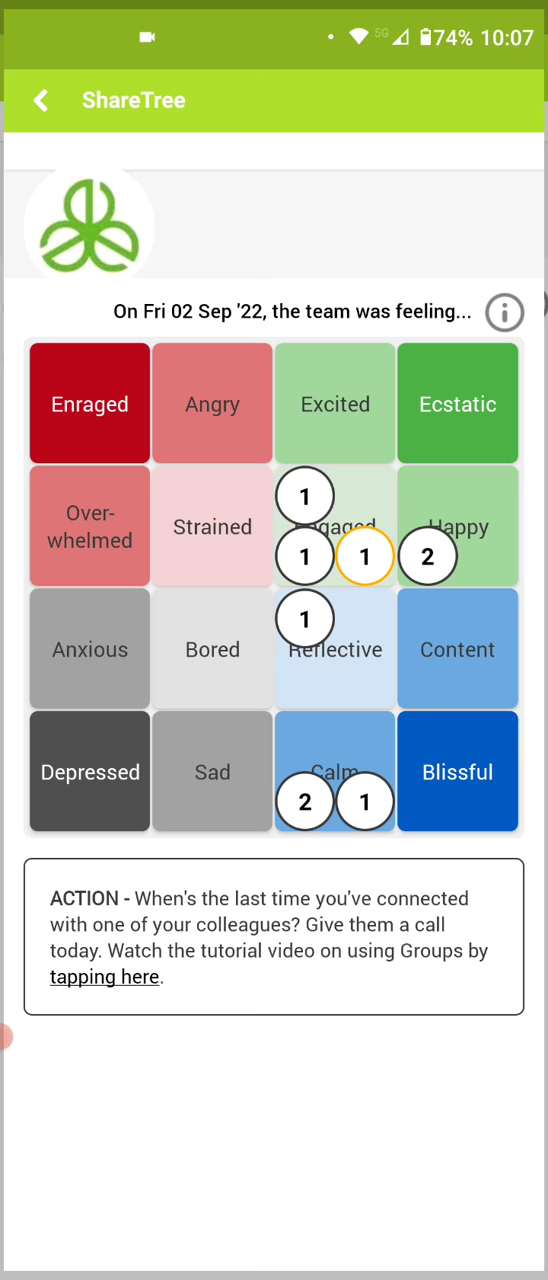 5G 74% 10:07
ShareTree
On Fri 02 Sep '22, the team was feeling...
Enraged Angry Excited Ecstatic
1
Over-
whelmed Strained Happy
1 1 2
1
Anxious Bored Reflective Content
Depressed Sad Calm Blissful
2 1
ACTION - When's the last time you've connected
with one of your colleagues? Give them a call
today. Watch the tutorial video on using Groups by
tapping here.